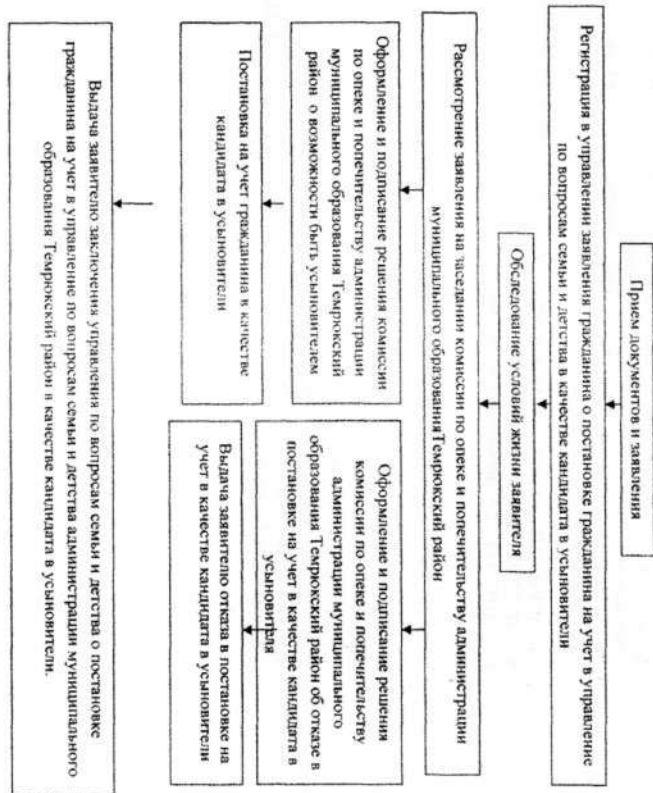 Прием документов и заявления
Регистрация в управлении заявления гражданина о постановке гражданина на учет в управление
по вопросам семьи и детства в качестве кандидата в усыновители
Обследование условий жизни заявителя
Рассмотрение заявления на заседании комиссии по опеке и попечительству администрации
муниципального образованияТемрюкский район
Оформление и подписание решения комиссии
по опеке и попечительству администрации
муниципального образования Темрюкский
район о возможности быть усыновителем
Постановка на учет гражданина в качестве
кандидата в усыновители
Оформление и подписание решения
комиссии по опеке и попечительству
администрации муниципального
образования Темрюкский район об отказе в
постановке на учет в качестве кандидата в
усыновителя
Выдача заявителю отказа в постановке на
учет в качестве кандидата в усыновители
Выдача заявителю заключения управления по вопросам семьи и детства о постановке
гражданина на учет в управление по вопросам семьи и детства администрации муниципального
образования Темрюкский район в качестве кандидата в усыновители.